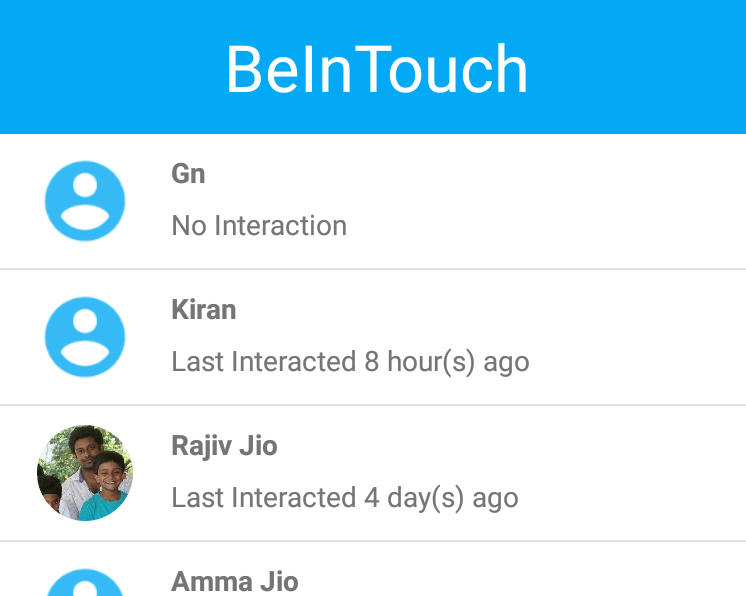 BeInTouch
Gn
No Interaction
Kiran
Last Interacted 8 hour(s) ago
Rajiv Jio
Last Interacted 4 day(s) ago
Amma Jio